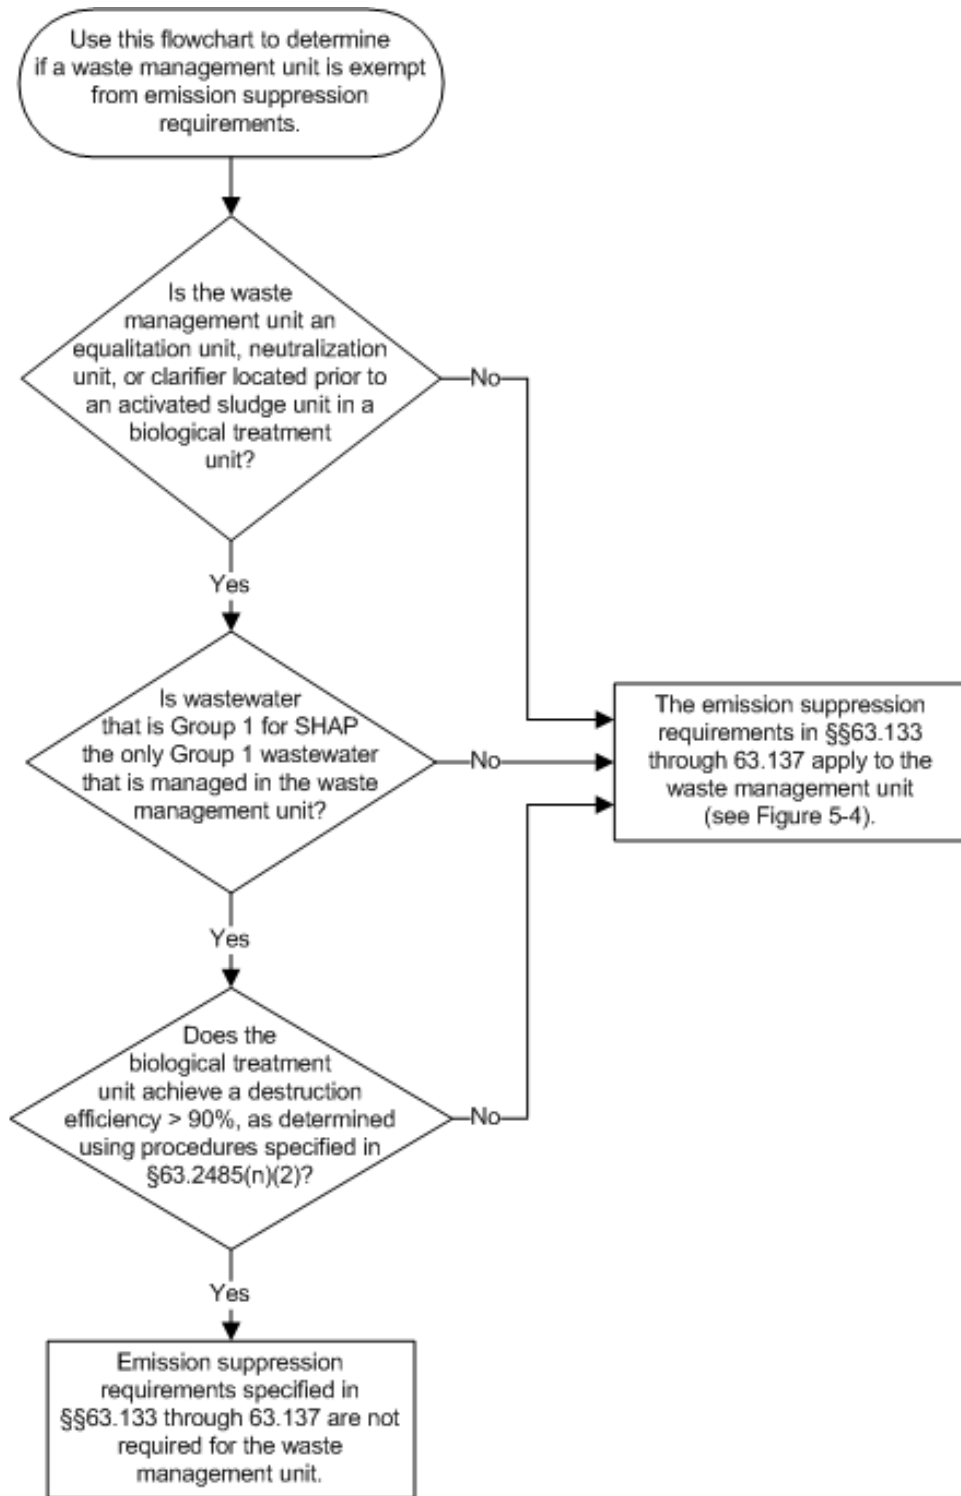 Use this flowchart to determine
if a waste management unit is exempt
from emission suppression
requirements.
Is the waste
management unit an
equalitation unit, neutralization
unit, or clarifier located prior to
an activated sludge unit in a
biological treatment
unit?
No
Yes
Is wastewater
that is Group 1 for SHAP
the only Group 1 wastewater
that is managed in the waste
management unit?
No
The emission suppression
requirements in §§63.133
through 63.137 apply to the
waste management unit
(see Figure 5-4).
Yes
Does the
biological treatment
unit achieve a destruction
efficiency > 90%, as determined
using procedures specified in
§63.2485(n)(2)?
No
Yes
Emission suppression
requirements specified in
§§63.133 through 63.137 are not
required for the waste
management unit.